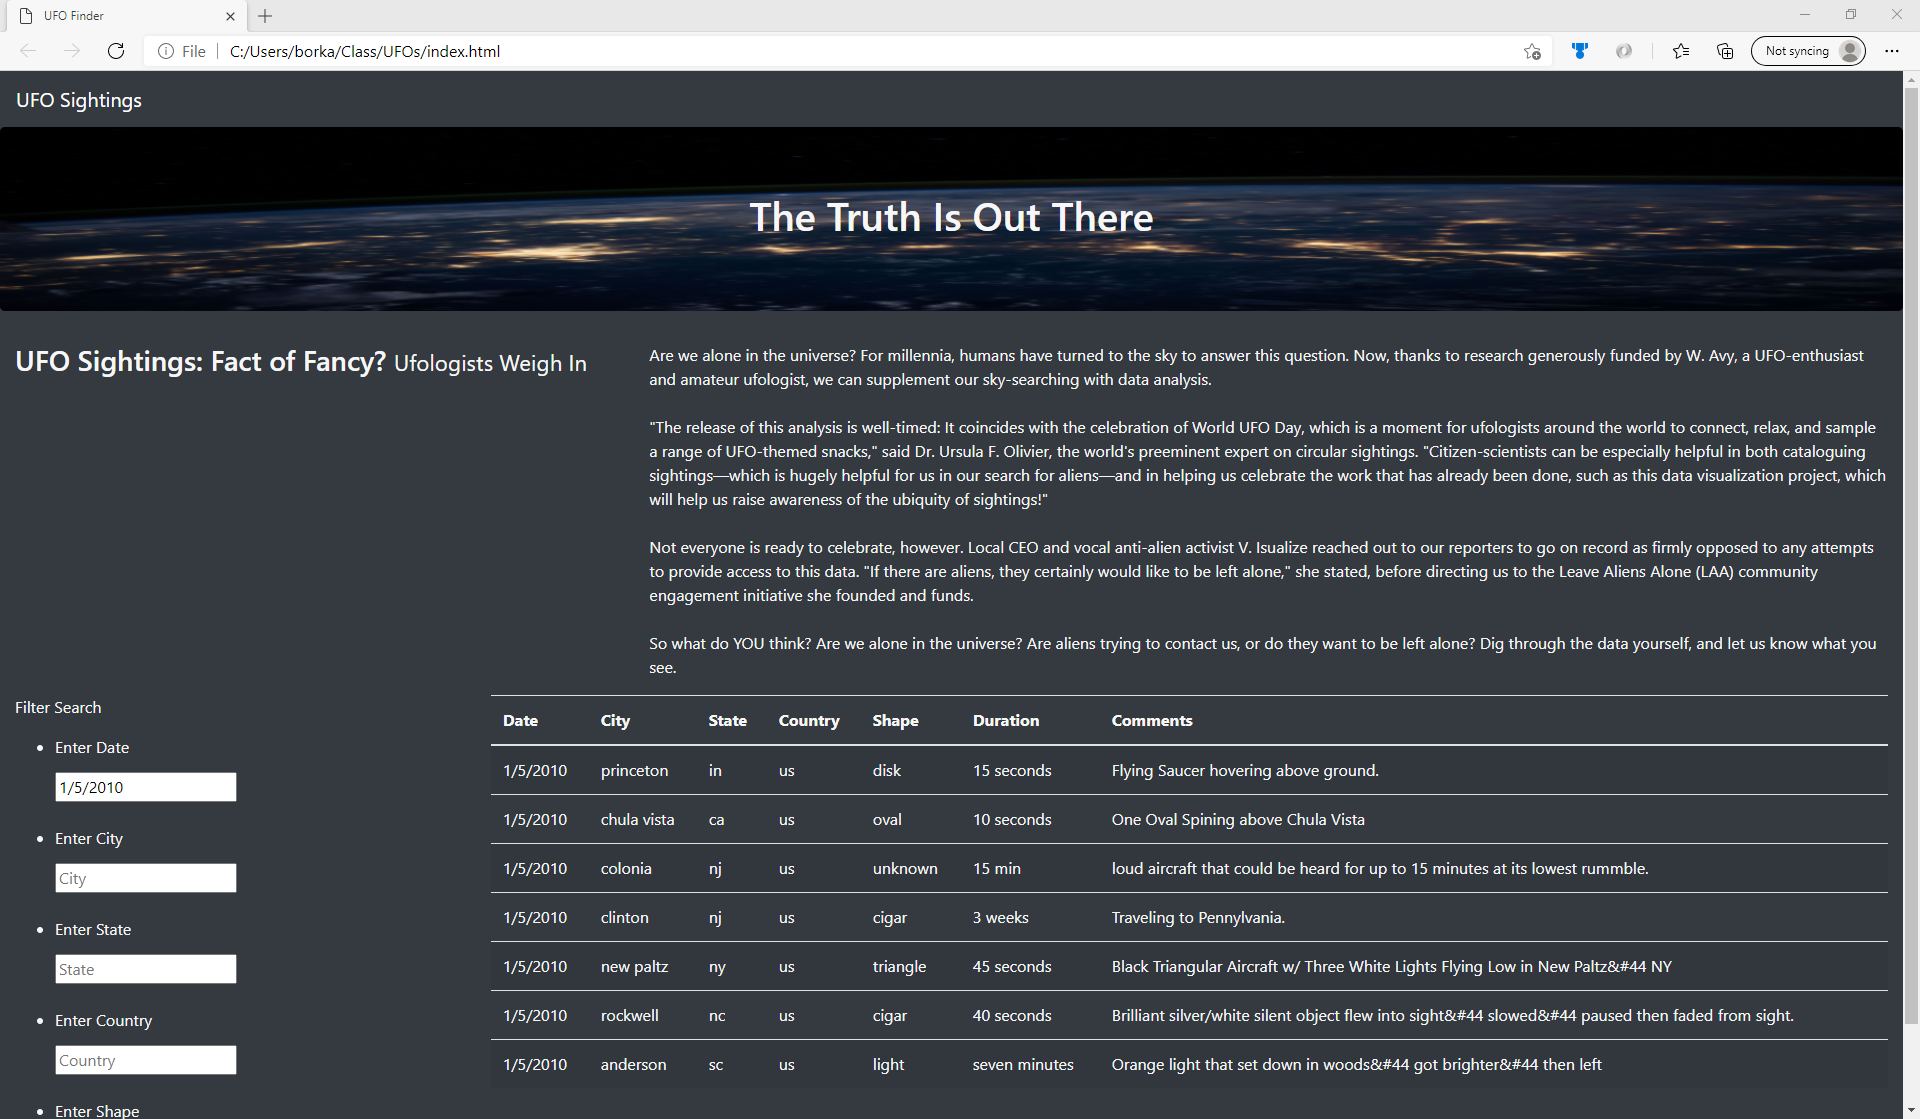 UFO Finder
File
C:/Users/borka/Class/UFOs/index.html
Not syncing
UFO Sightings
The Truth Is Out There
UFO Sightings: Fact of Fancy? Ufologists Weigh In
Are we alone in the universe? For millennia, humans have turned to the sky to answer this question. Now, thanks to research generously funded by W. Avy, a UFO-enthusiast
and amateur ufologist, we can supplement our sky-searching with data analysis.
"The release of this analysis is well-timed: It coincides with the celebration of World UFO Day, which is a moment for ufologists around the world to connect, relax, and sample
a range of UFO-themed snacks," said Dr. Ursula F. Olivier, the world's preeminent expert on circular sightings. "Citizen-scientists can be especially helpful in both cataloguing
sightings—which is hugely helpful for us in our search for aliens—and in helping us celebrate the work that has already been done, such as this data visualization project, which
will help us raise awareness of the ubiquity of sightings!"
Not everyone is ready to celebrate, however. Local CEO and vocal anti-alien activist V. Isualize reached out to our reporters to go on record as firmly opposed to any attempts
to provide access to this data. "If there are aliens, they certainly would like to be left alone," she stated, before directing us to the Leave Aliens Alone (LAA) community
engagement initiative she founded and funds.
So what do YOU think? Are we alone in the universe? Are aliens trying to contact us, or do they want to be left alone? Dig through the data yourself, and let us know what you
see.
Filter Search
Enter Date
1/5/2010
Enter City
City
Enter State
State
Enter Country
Country
Enter Shape
Date City State Country Shape Duration Comments
1/5/2010 princeton in us disk 15 seconds Flying Saucer hovering above ground.
1/5/2010 chula vista ca us oval 10 seconds One Oval Spining above Chula Vista
1/5/2010 colonia nj us unknown 15 min loud aircraft that could be heard for up to 15 minutes at its lowest rummble.
1/5/2010 clinton nj us cigar 3 weeks Traveling to Pennylvania.
1/5/2010 new paltz ny us triangle 45 seconds Black Triangular Aircraft w/ Three White Lights Flying Low in New Paltz&#44 NY
1/5/2010 rockwell nc us cigar 40 seconds Brilliant silver/white silent object flew into sight&#44 slowed&#44 paused then faded from sight.
1/5/2010 anderson sc us light seven minutes Orange light that set down in woods&#44 got brighter&#44 then left